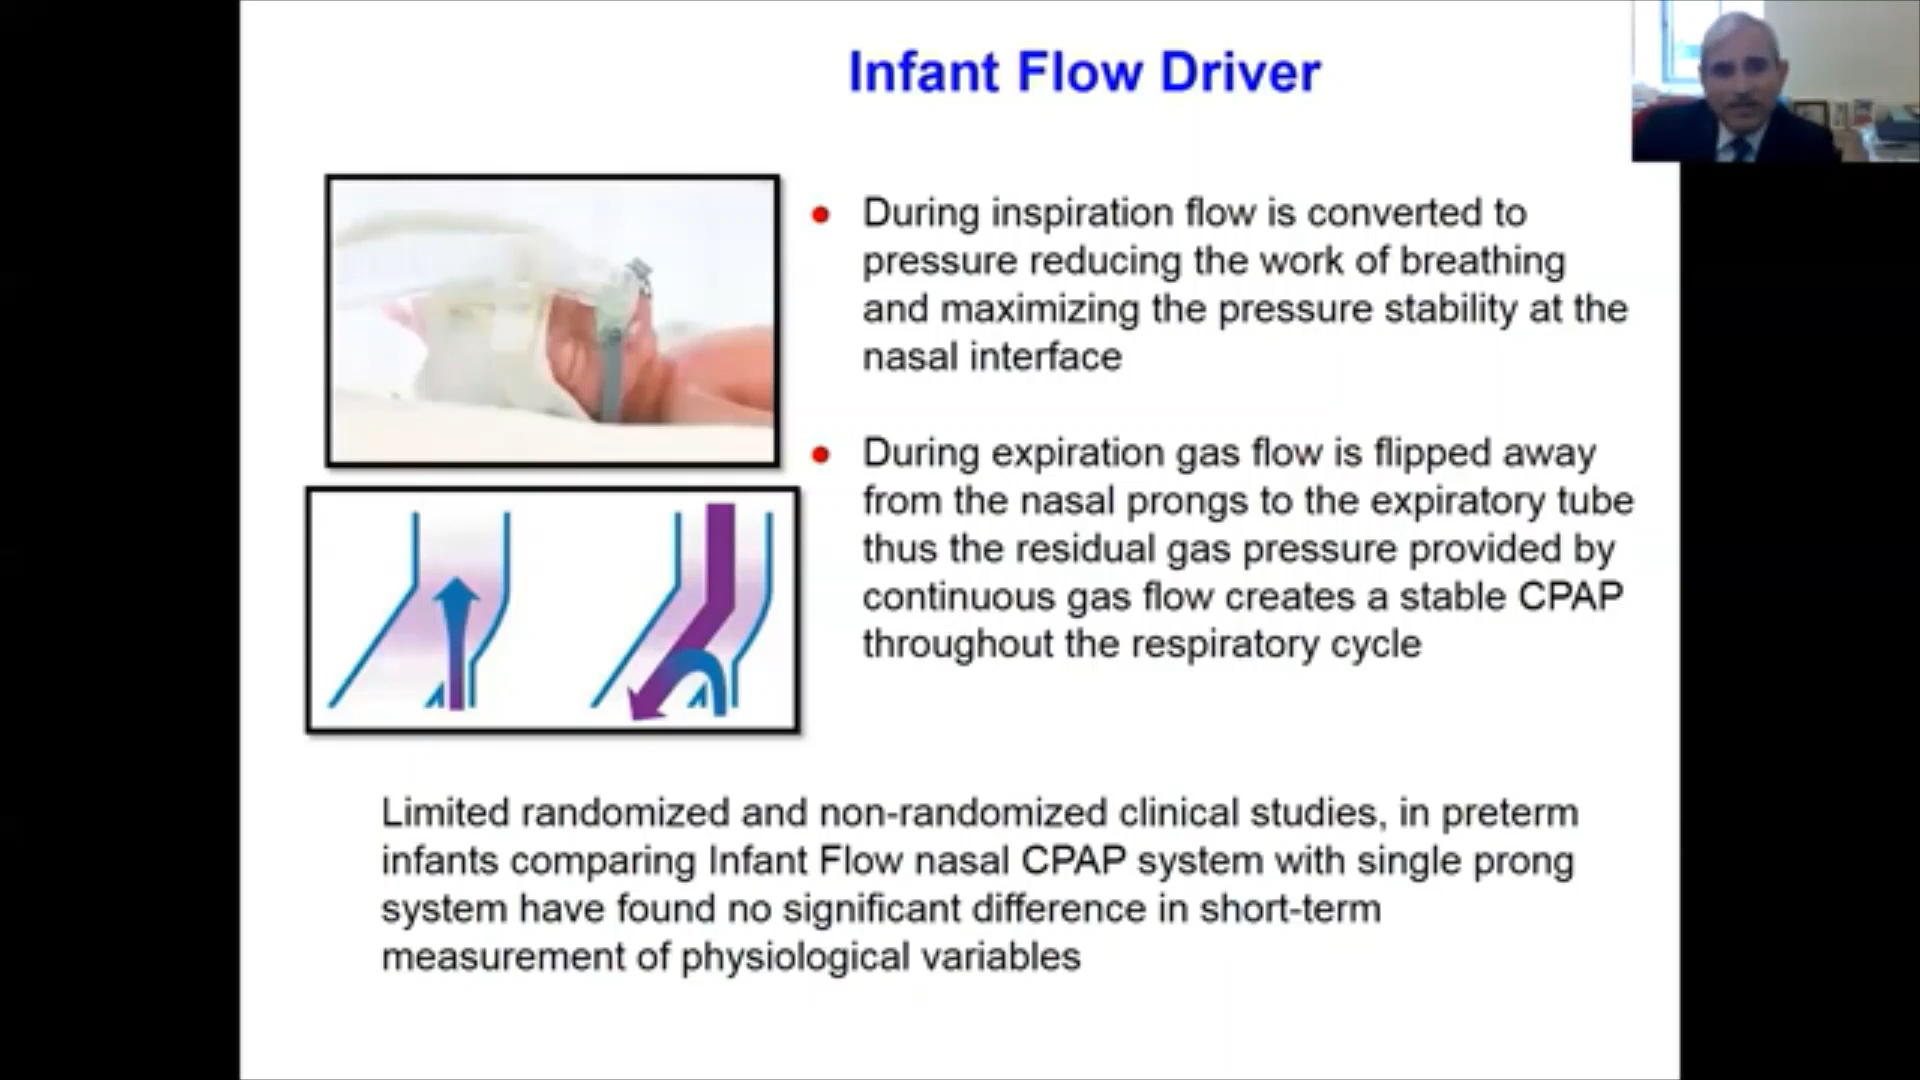 Infant Flow Driver
During inspiration flow is converted to
pressure reducing the work of breathing
and maximizing the pressure stability at the
nasal interface
During expiration gas flow is flipped away
from the nasal prongs to the expiratory tube
thus the residual gas pressure provided by
continuous gas flow creates a stable CPAP
throughout the respiratory cycle
Limited randomized and non-randomized clinical studies, in preterm
infants comparing Infant Flow nasal CPAP system with single prong
system have found no significant difference in short-term
measurement of physiological variables